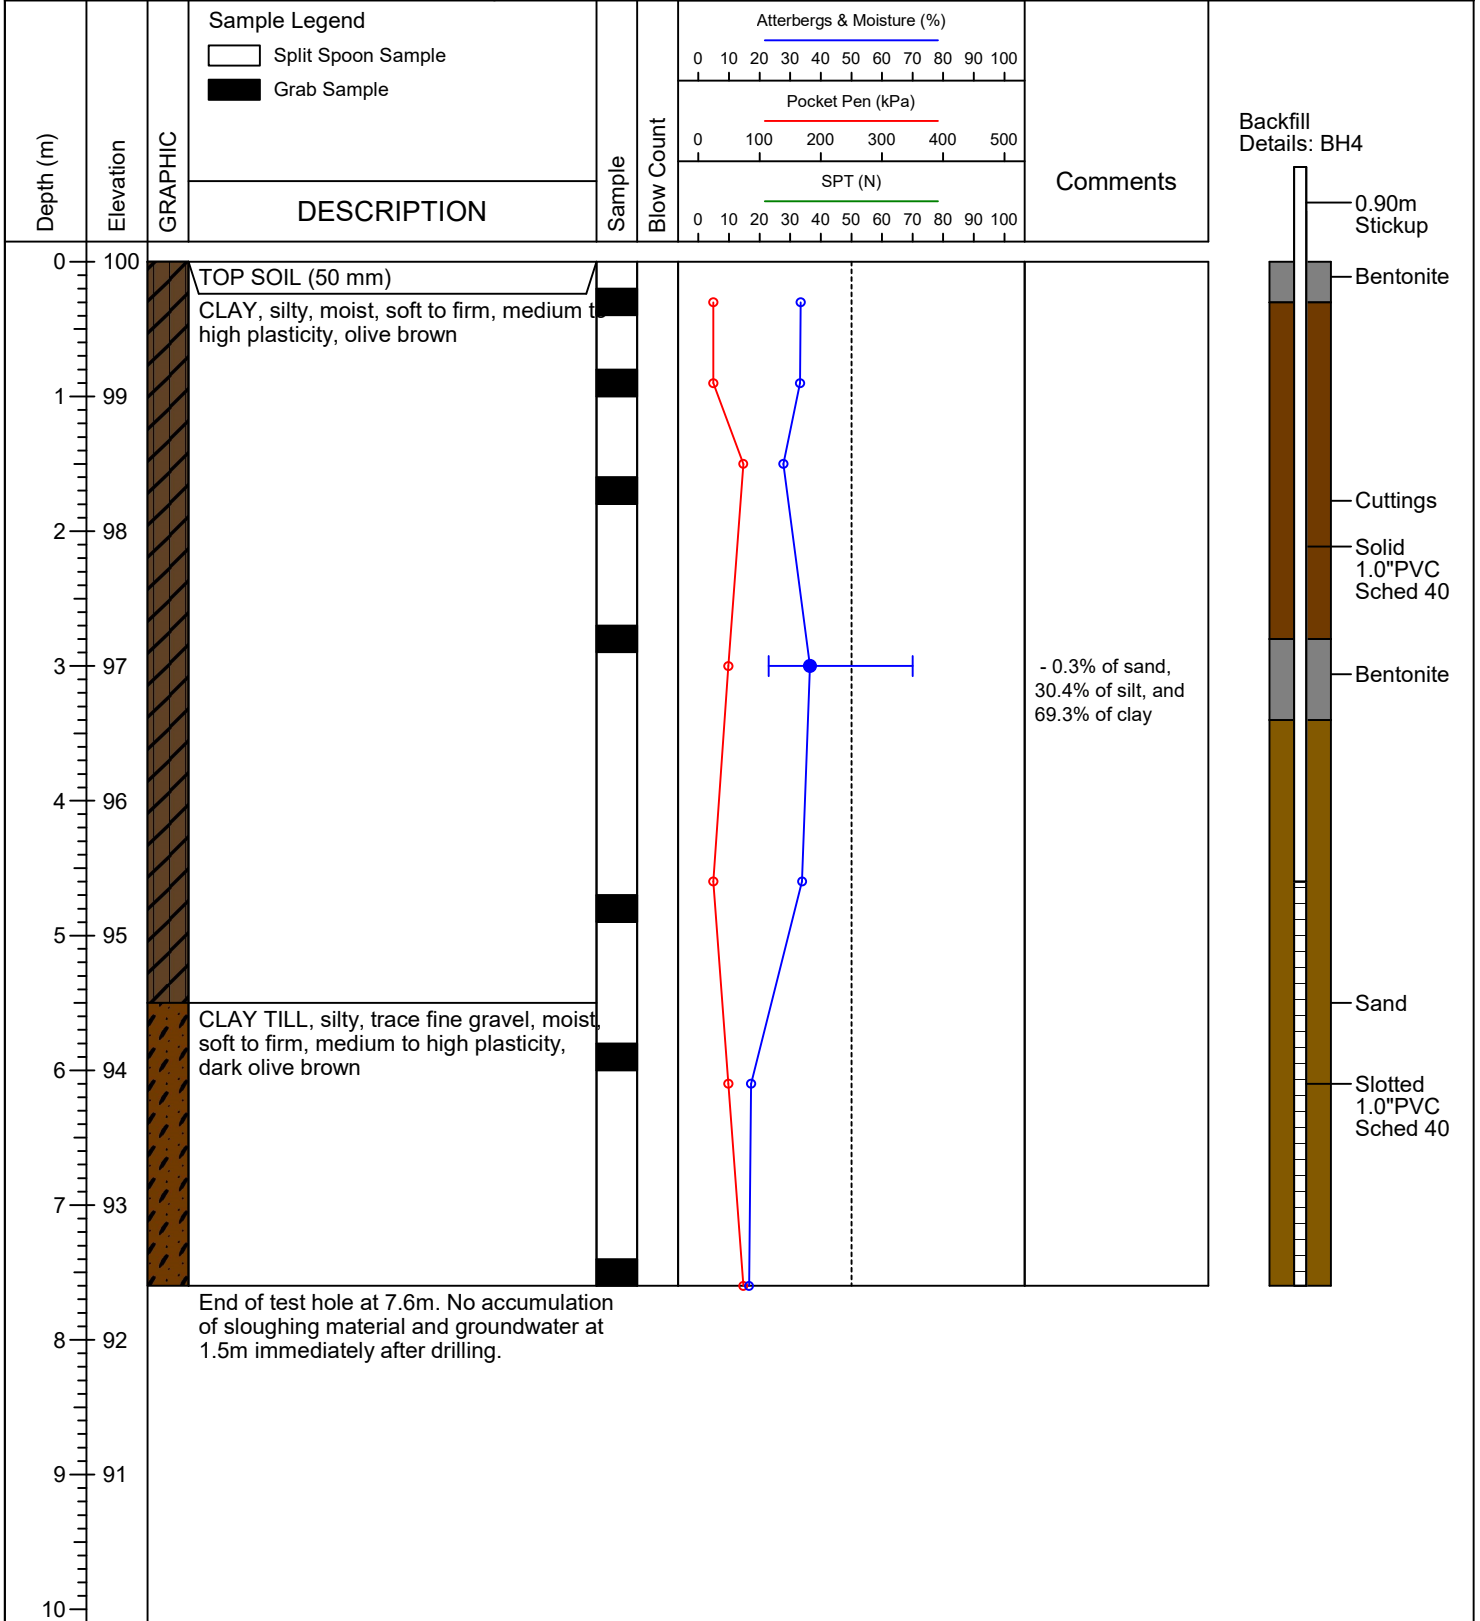 Sample Legend
Split Spoon Sample
Grab Sample
Depth (m)
Elevation
GRAPHIC
DESCRIPTION
Sample
Blow Count
Atterbergs & Moisture (%)
0 10 20 30 40 50 60 70 80 90 100
Pocket Pen (kPa)
0 100 200 300 400 500
SPT (N)
0 10 20 30 40 50 60 70 80 90 100
Comments
Backfill
Details: BH4
0.90m
Stickup
0 100
TOP SOIL (50 mm)
Bentonite
CLAY, silty, moist, soft to firm, medium to
high plasticity, olive brown
1 99
Cuttings
2 98
Solid
1.0"PVC
Sched 40
3 97
- 0.3% of sand,
30.4% of silt, and
69.3% of clay
Bentonite
4 96
5 95
Sand
CLAY TILL, silty, trace fine gravel, moist,
soft to firm, medium to high plasticity,
dark olive brown
6 94
Slotted
1.0"PVC
Sched 40
7 93
End of test hole at 7.6m. No accumulation
of sloughing material and groundwater at
1.5m immediately after drilling.
8 92
9 91
10